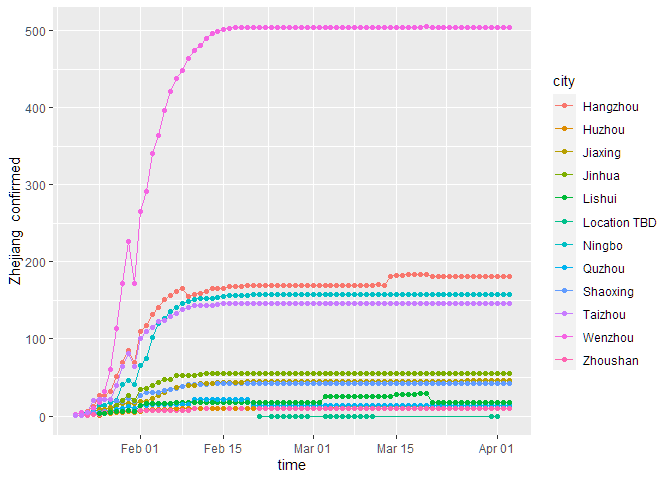 Zhejiang confirmed
500
400
300
200
100
0
Feb 01
Feb 15
Mar 01
Mar 15
Apr 01
time
city
Hangzhou
Huzhou
Jiaxing
Jinhua
Lishui
Location TBD
Ningbo
Quzhou
Shaoxing
Taizhou
Wenzhou
Zhoushan